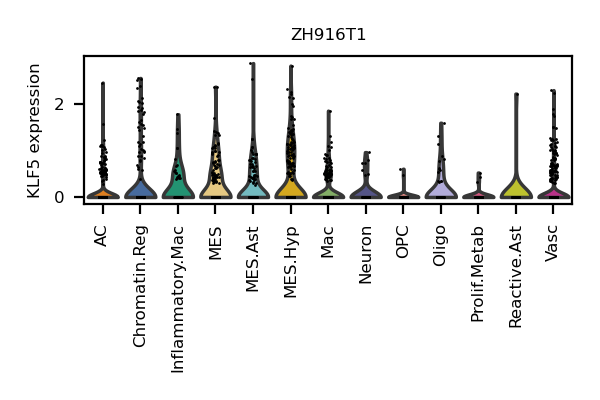 ZH916T1
KLF5 expression
2
0
AC
Chromatin.Reg
Inflammatory.Mac
MES
MES.Ast
MES.Hyp
Mac
Neuron
OPC
Oligo
Prolif.Metab
Reactive.Ast
Vasc